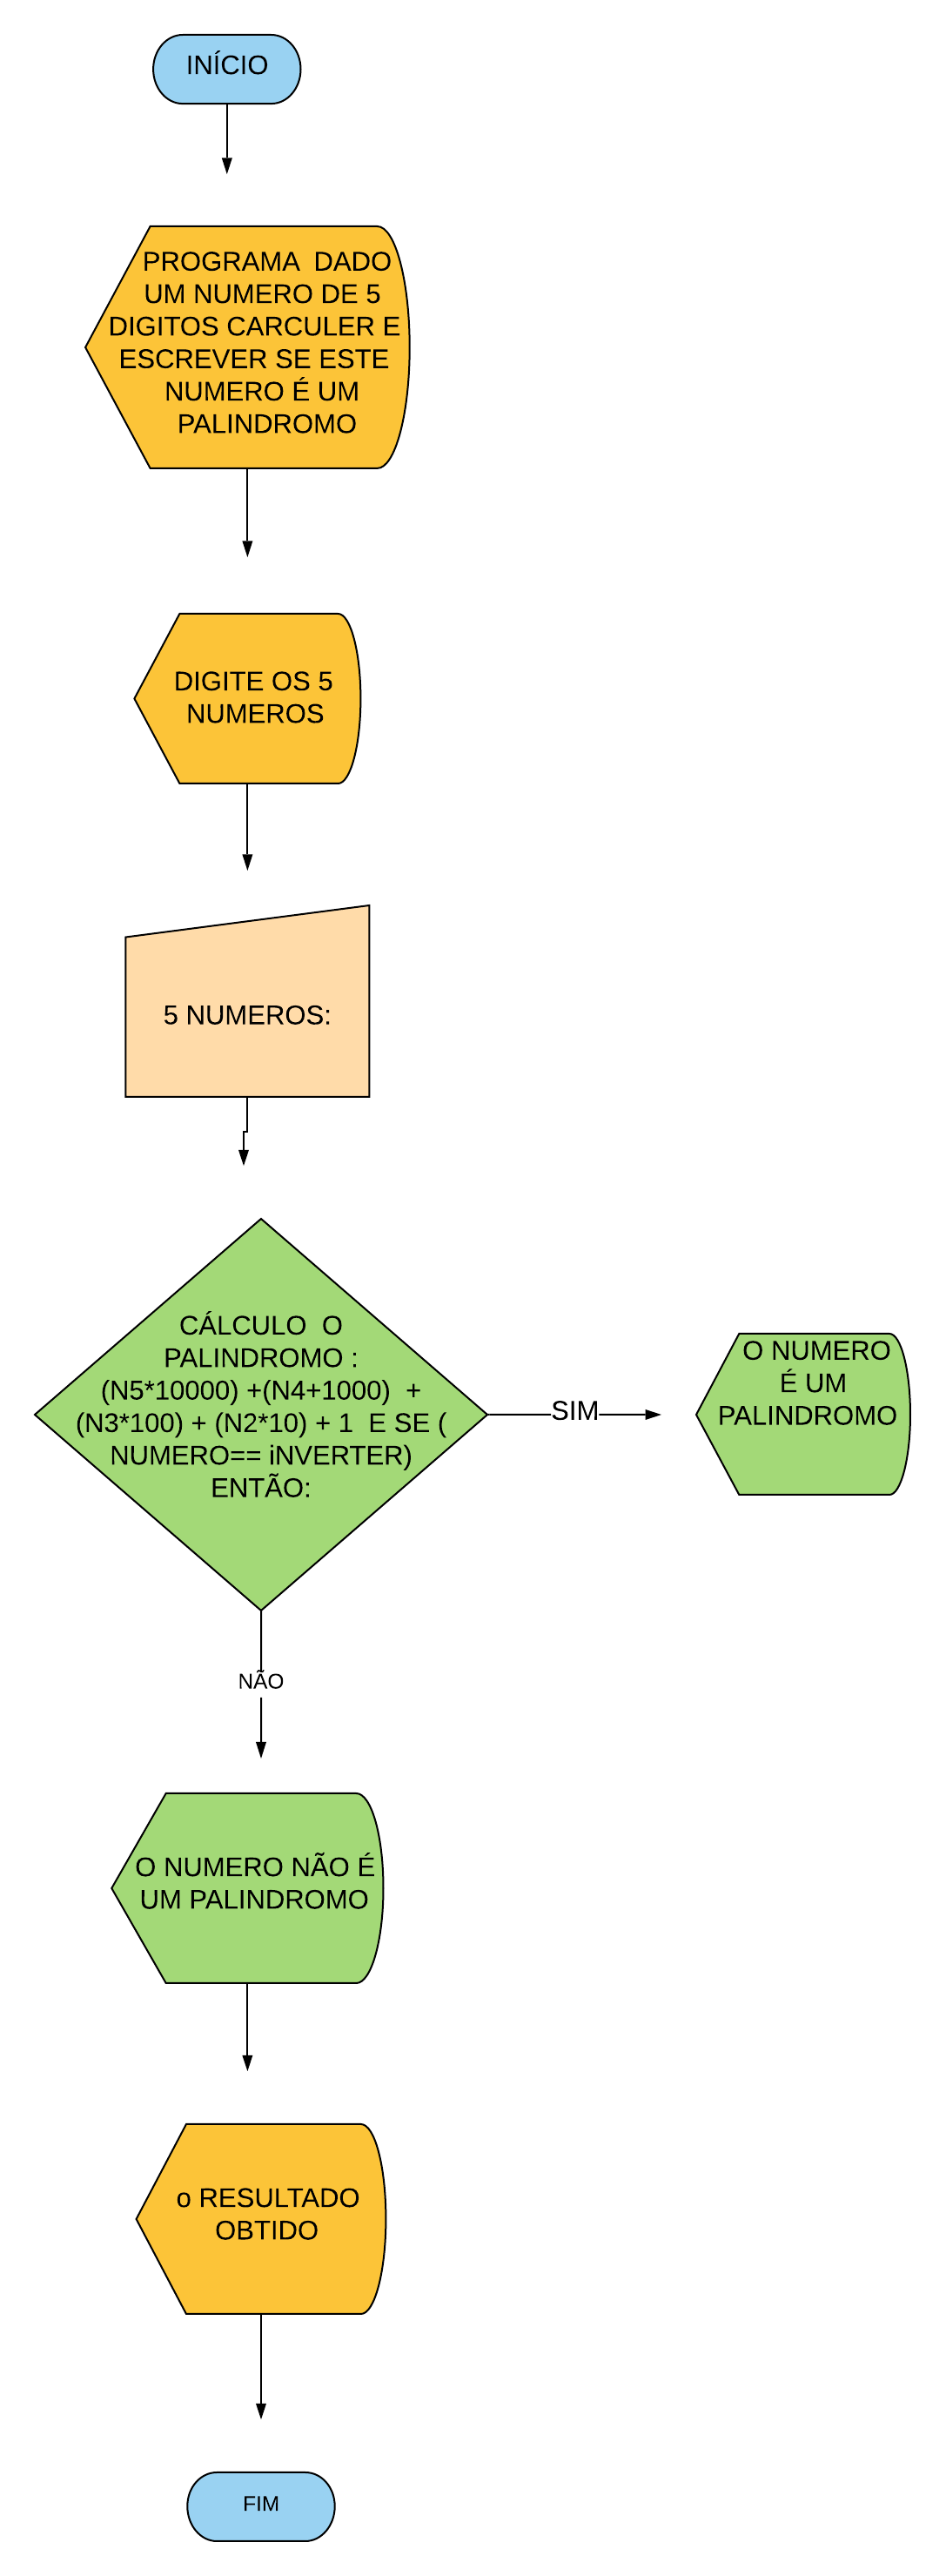 INÍCIO
PROGRAMA  DADO
UM NUMERO DE 5
DIGITOS CARCULER E
ESCREVER SE ESTE
NUMERO É UM
PALINDROMO
DIGITE OS 5
NUMEROS
5 NUMEROS:
CÁLCULO  O
PALINDROMO :
(N5*10000) +(N4+1000)  +
(N3*100) + (N2*10) + 1  E SE (
NUMERO== iNVERTER)
ENTÃO:
SIM
O NUMERO
É UM
PALINDROMO
NÃO
O NUMERO NÃO É
UM PALINDROMO
o RESULTADO
OBTIDO
FIM